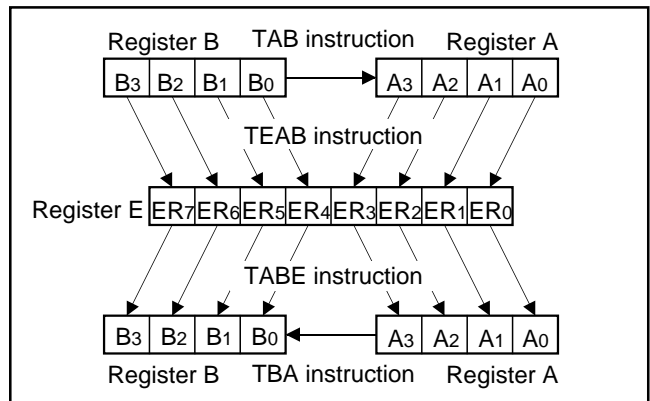 Register B TAB instruction Register A
B3 B2 B1 B0 A3 A2 A1 A0
TEAB instruction
Register E ER7 ER6 ER5 ER4 ER3 ER2 ER1 ER0
TABE instruction
B3 B2 B1 B0 A3 A2 A1 A0
Register B TBA instruction Register A